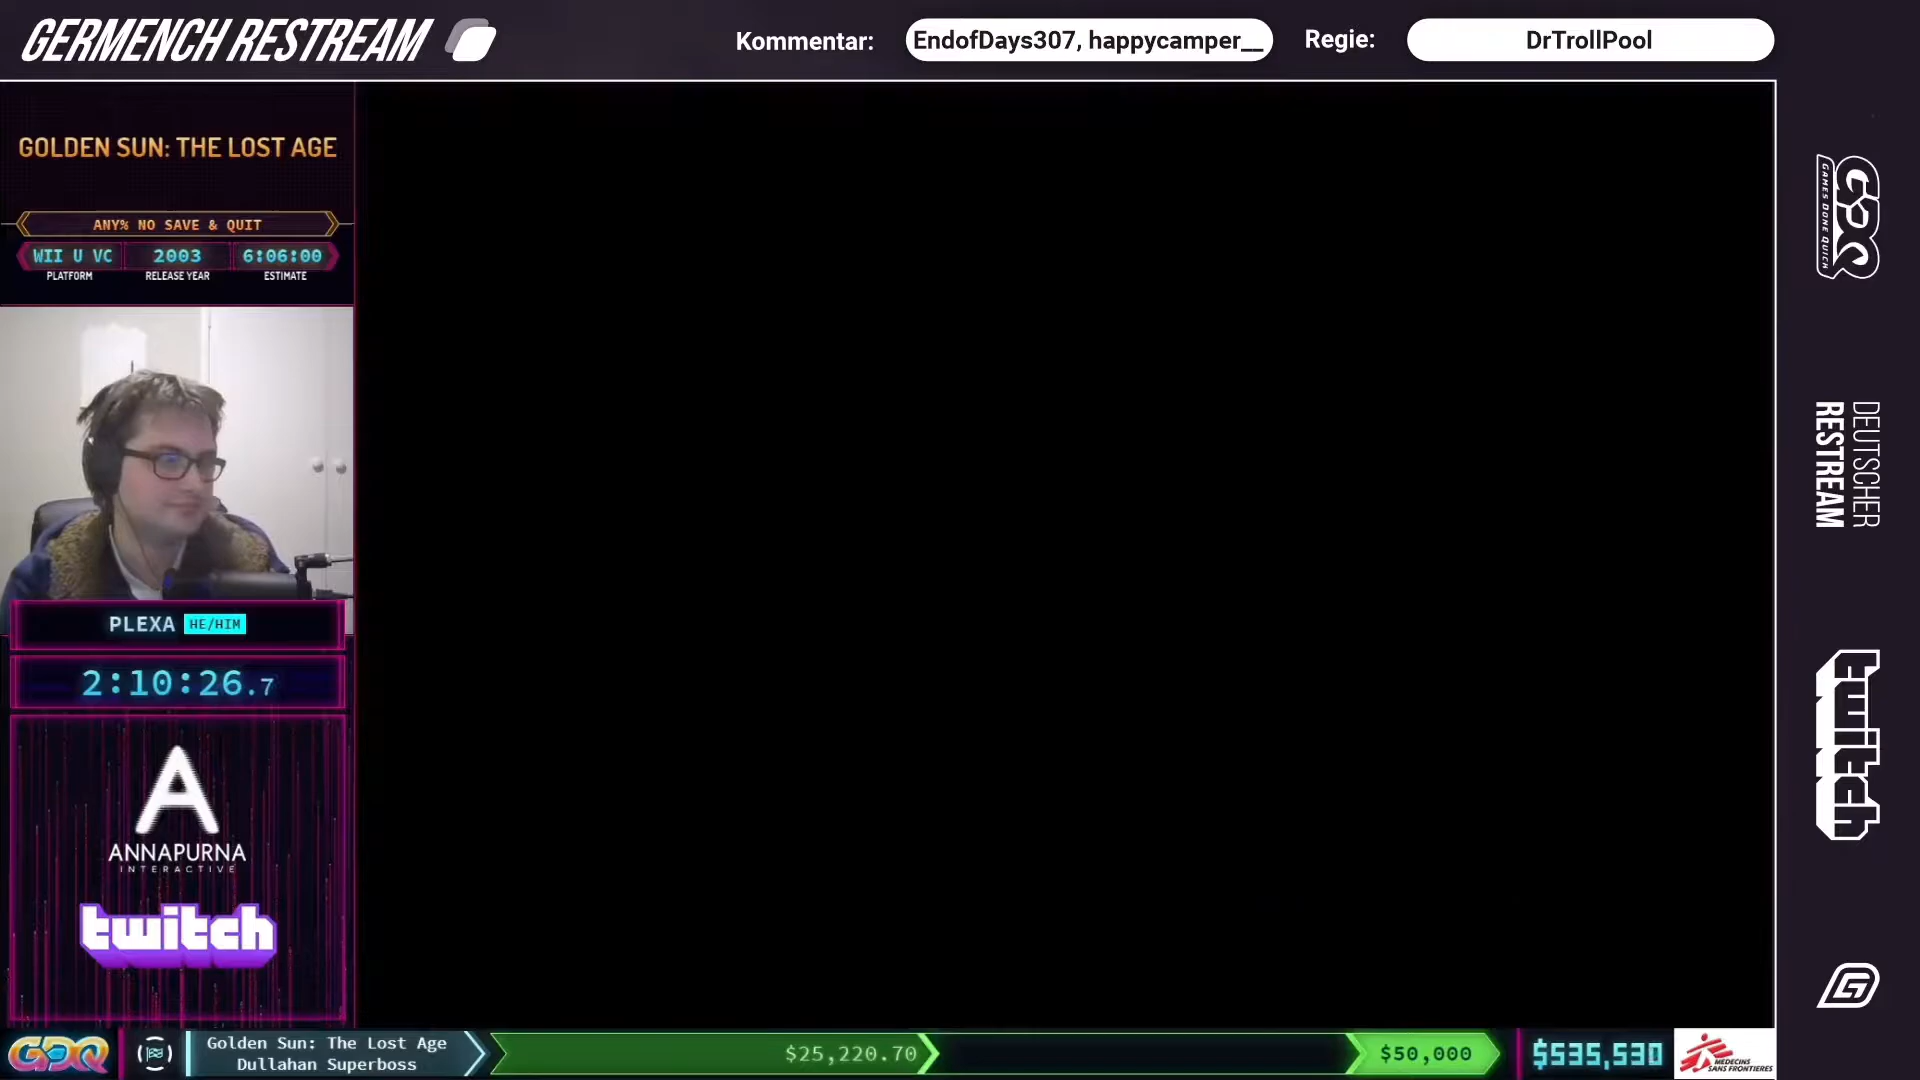 GERMENCH RESTREAM
Kommentar:
EndofDays307, happycamper__
Regie:
DrTrollPool
GOLDEN SUN: THE LOST AGE
ANY% NO SAVE & QUIT
WII U VC
2003
6:06:00
PLATFORM
RELEASE YEAR
ESTIMATE
PLEXA
HE/HIM
2:10:26.7
A
ANNAPURNA
INTERACTIVE
twitch
GDQ
GAMES DONE QUICK
DEUTSCHER
RESTREAM
twitch
G
GDQ
Golden Sun: The Lost Age
Dullahan Superboss
$25,220.70
$50,000
$535,530
MEDECINS
SANS FRONTIERES